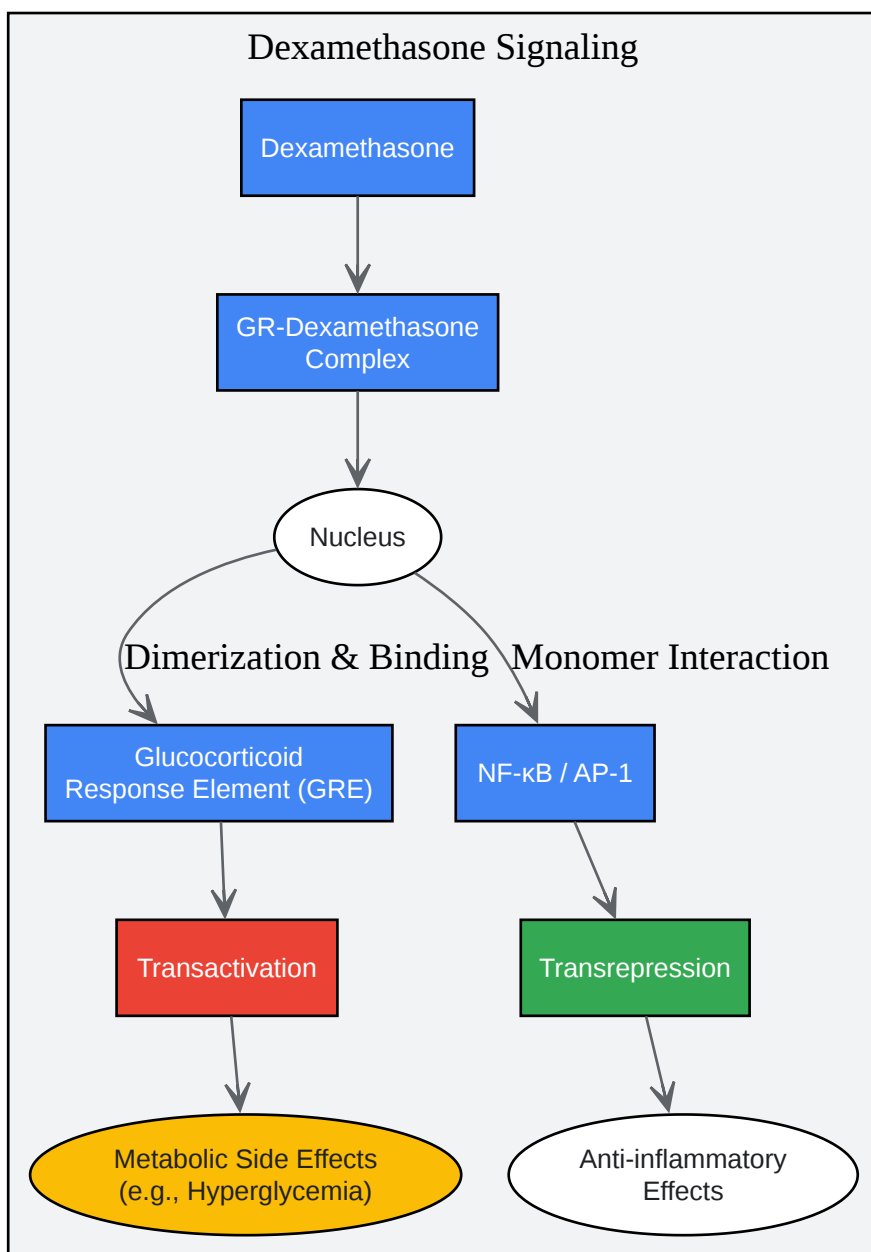 Dexamethasone Signaling
Dexamethasone
GR-Dexamethasone
Complex
Nucleus
Dimerization & Binding
Monomer Interaction
Glucocorticoid
Response Element (GRE)
NF-κB / AP-1
Transactivation
Transrepression
Metabolic Side Effects
(e.g., Hyperglycemia)
Anti-inflammatory
Effects